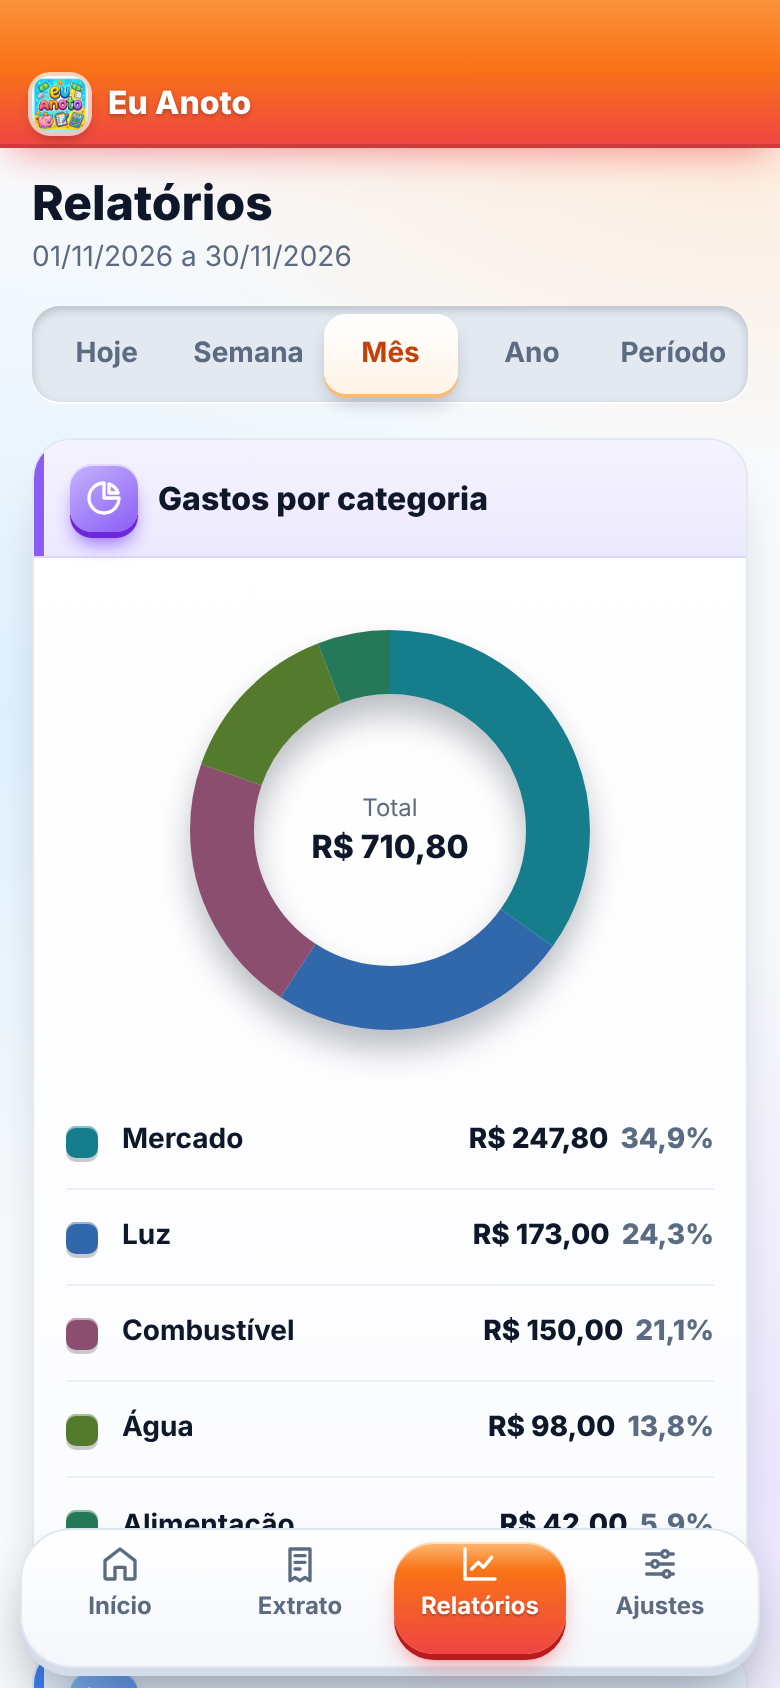 eu
Anoto
Eu Anoto
Relatórios
01/11/2026 a 30/11/2026
Hoje Semana Mês Ano Período
Gastos por categoria
Total
R$ 710,80
Mercado R$ 247,80 34,9%
Luz R$ 173,00 24,3%
Combustível R$ 150,00 21,1%
Água R$ 98,00 13,8%
Alimentação R$ 42,00 5,9%
Início Extrato Relatórios Ajustes